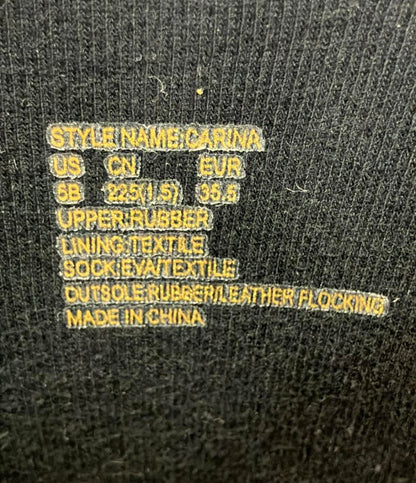 STYLE NAME:CARINA
US CN EUR
5B 225(1.5) 35.5
UPPER:RUBBER
LINING:TEXTILE
SOCK:EVA/TEXTILE
OUTSOLE:RUBBER/LEATHER FLOCKING
MADE IN CHINA